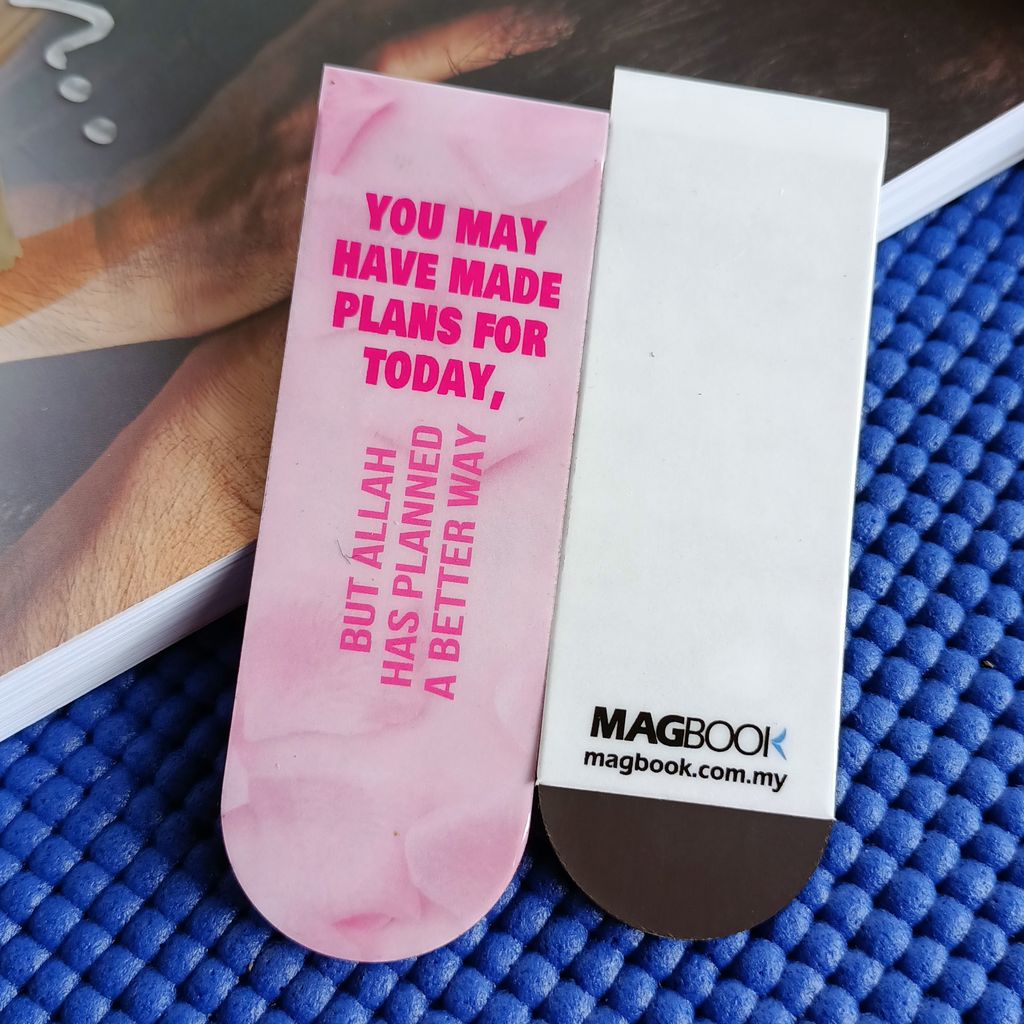 YOU MAY
HAVE MADE
PLANS FOR
TODAY,
BUT ALLAH
HAS PLANNED
A BETTER WAY
MAGBOOK
magbook.com.my